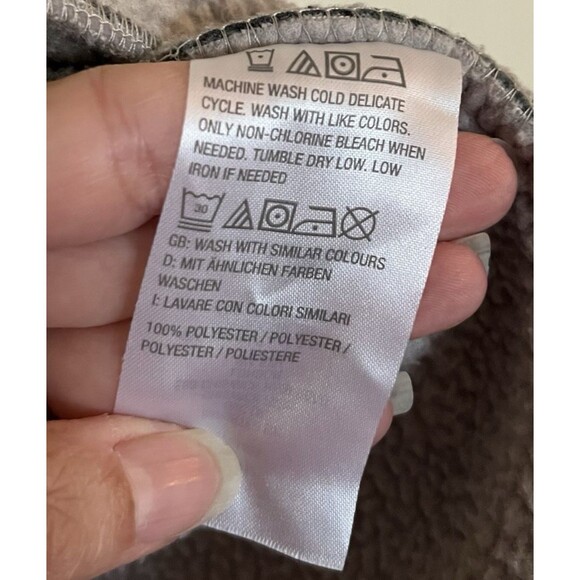 MACHINE WASH COLD DELICATE
CYCLE. WASH WITH LIKE COLORS.
ONLY NON-CHLORINE BLEACH WHEN
NEEDED. TUMBLE DRY LOW. LOW
IRON IF NEEDED
30
GB: WASH WITH SIMILAR COLOURS
D: MIT ÄHNLICHEN FARBEN
WASCHEN
I: LAVARE CON COLORI SIMILARI
100% POLYESTER / POLYESTER /
POLYESTER / POLIESTERE